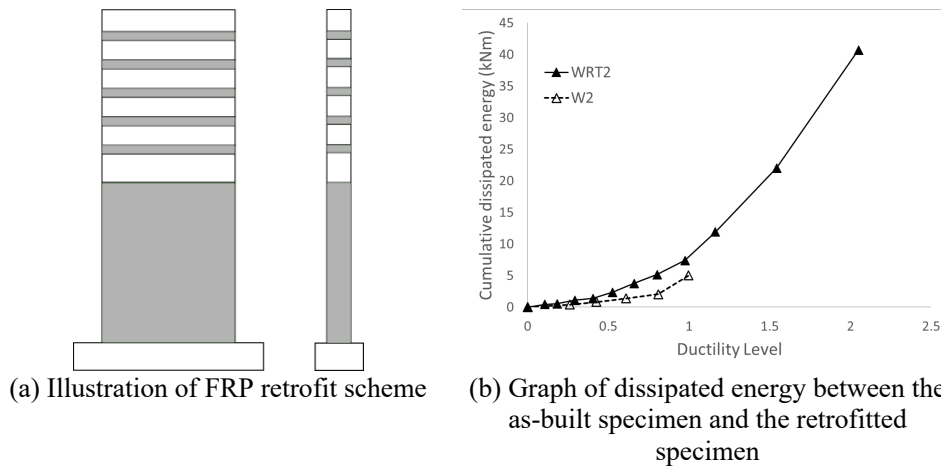 Cumulative dissipated energy (kNm)
45
40
35
30
25
20
15
10
5
0
WRT2
W2
0 0.5 1 1.5 2 2.5
Ductility Level
(a) Illustration of FRP retrofit scheme
(b) Graph of dissipated energy between the
as-built specimen and the retrofitted
specimen